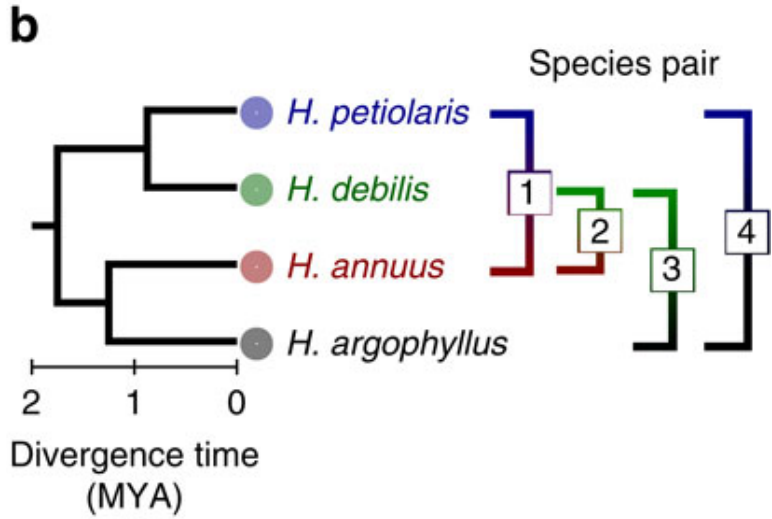 b
Species pair
H. petiolaris
H. debilis
H. annuus
H. argophyllus
1
2
3
4
2 1 0
Divergence time
(MYA)